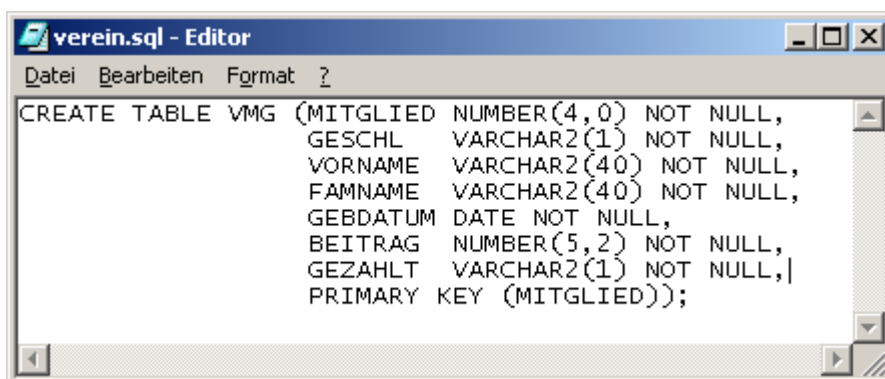 verein.sql - Editor
Datei Bearbeiten Format ?
CREATE TABLE VMG (MITGLIED NUMBER(4,0) NOT NULL,
GESCHL VARCHAR2(1) NOT NULL,
VORNAME VARCHAR2(40) NOT NULL,
FAMNAME VARCHAR2(40) NOT NULL,
GEBDATUM DATE NOT NULL,
BEITRAG NUMBER(5,2) NOT NULL,
GEZAHLT VARCHAR2(1) NOT NULL,
PRIMARY KEY (MITGLIED));